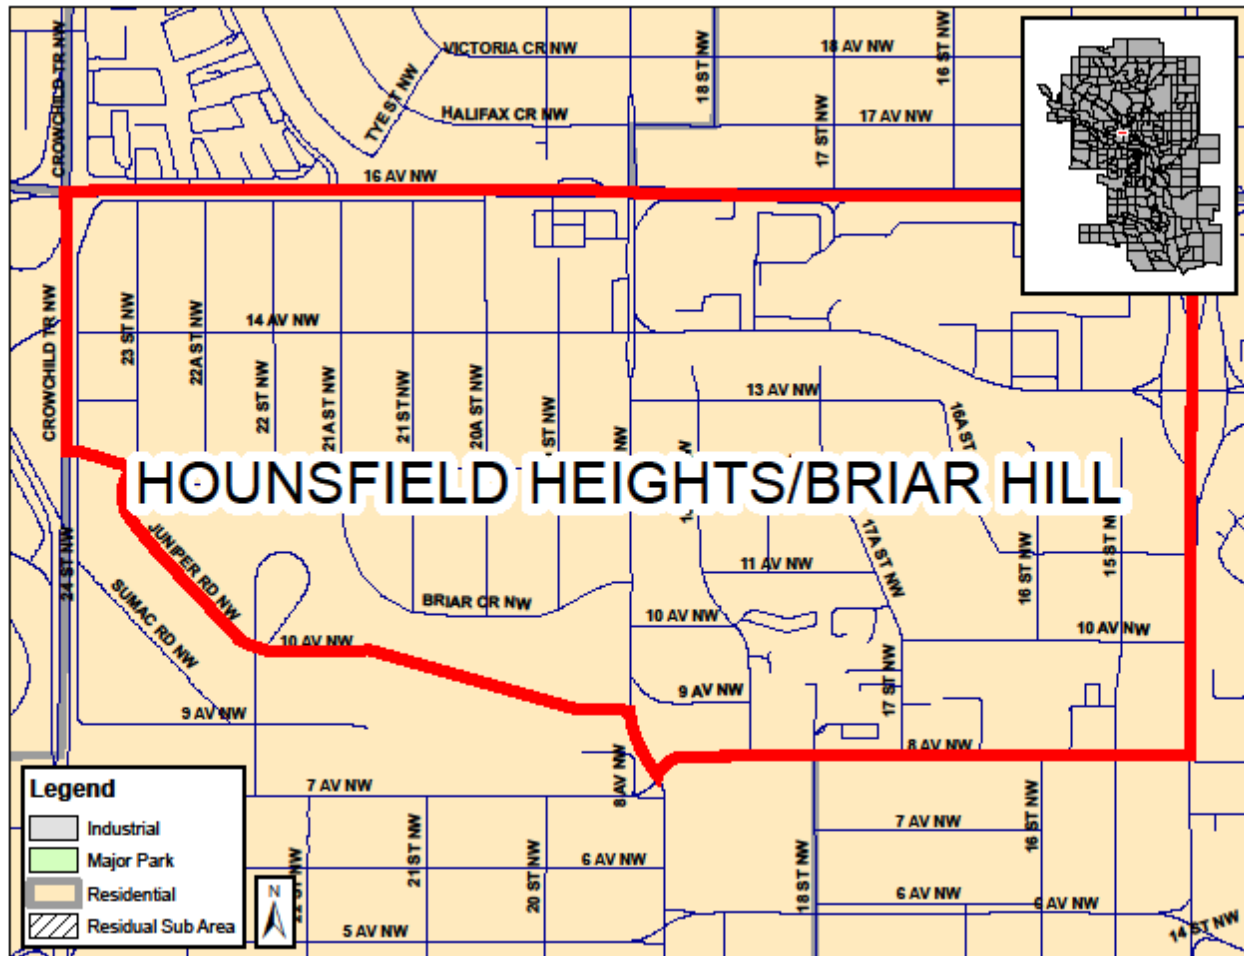 VICTORIA CR NW
18 AV NW
16 ST NW
18 ST NW
CROWCHILD TR NW
TYE ST NW
HALIFAX CR NW
17 AV NW
17 ST NW
16 AV NW
CROWCHILD TR NW
23 ST NW
22A ST NW
14 AV NW
22 ST NW
21A ST NW
21 ST NW
20A ST NW
ST NW
NW
13 AV NW
16A ST
HOUNSFIELD HEIGHTS/BRIAR HILL
24 ST NW
JUNIPER RD NW
SUMAC RD NW
BRIAR CR NW
11 AV NW
17A ST NW
16 ST NW
15 ST NW
10 AV NW
10 AV NW
10 AV NW
9 AV NW
9 AV NW
17 ST NW
8 AV NW
8 AV NW
7 AV NW
7 AV NW
16 ST NW
21 ST NW
20 ST NW
18 ST NW
6 AV NW
6 AV NW
6 AV NW
5 AV NW
14 ST NW
Legend
Industrial
Major Park
Residential
Residual Sub Area
N